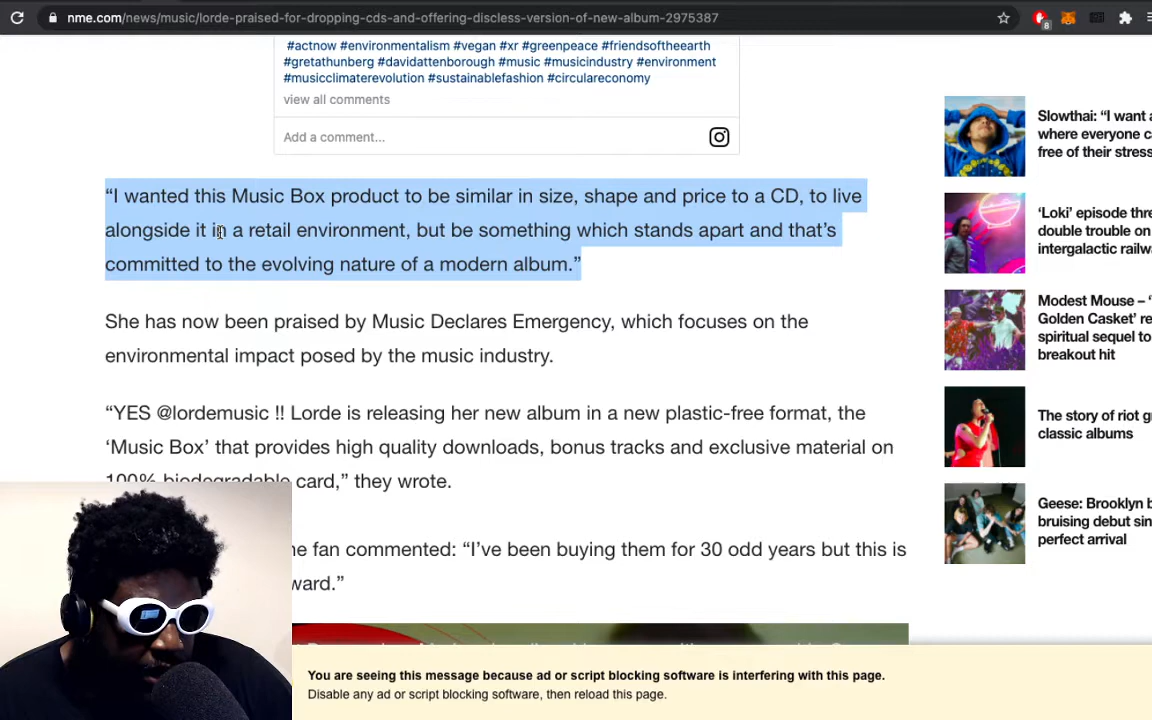 nme.com/news/music/lorde-praised-for-dropping-cds-and-offering-discless-version-of-new-album-2975387
8
#actnow #environmentalism #vegan #xr #greenpeace #friendsoftheearth
#gretathunberg #davidattenborough #music #musicindustry #environment
#musicclimaterevolution #sustainablefashion #circulareconomy
view all comments
Add a comment...
“I wanted this Music Box product to be similar in size, shape and price to a CD, to live
alongside it in a retail environment, but be something which stands apart and that’s
committed to the evolving nature of a modern album.”
She has now been praised by Music Declares Emergency, which focuses on the
environmental impact posed by the music industry.
“YES @lordemusic !! Lorde is releasing her new album in a new plastic-free format, the
‘Music Box’ that provides high quality downloads, bonus tracks and exclusive material on
100% biodegradable card,” they wrote.
fan commented: “I’ve been buying them for 30 odd years but this is
Slowthai: “I want
where everyone
free of their stress
‘Loki’ episode
double trouble on
intergalactic
Modest Mouse – ‘
Golden Casket’
spiritual sequel to
breakout hit
The story of riot
classic albums
Geese: Brooklyn
bruising debut
perfect arrival
You are seeing this message because ad or script blocking software is interfering with this page.
Disable any ad or script blocking software, then reload this page.